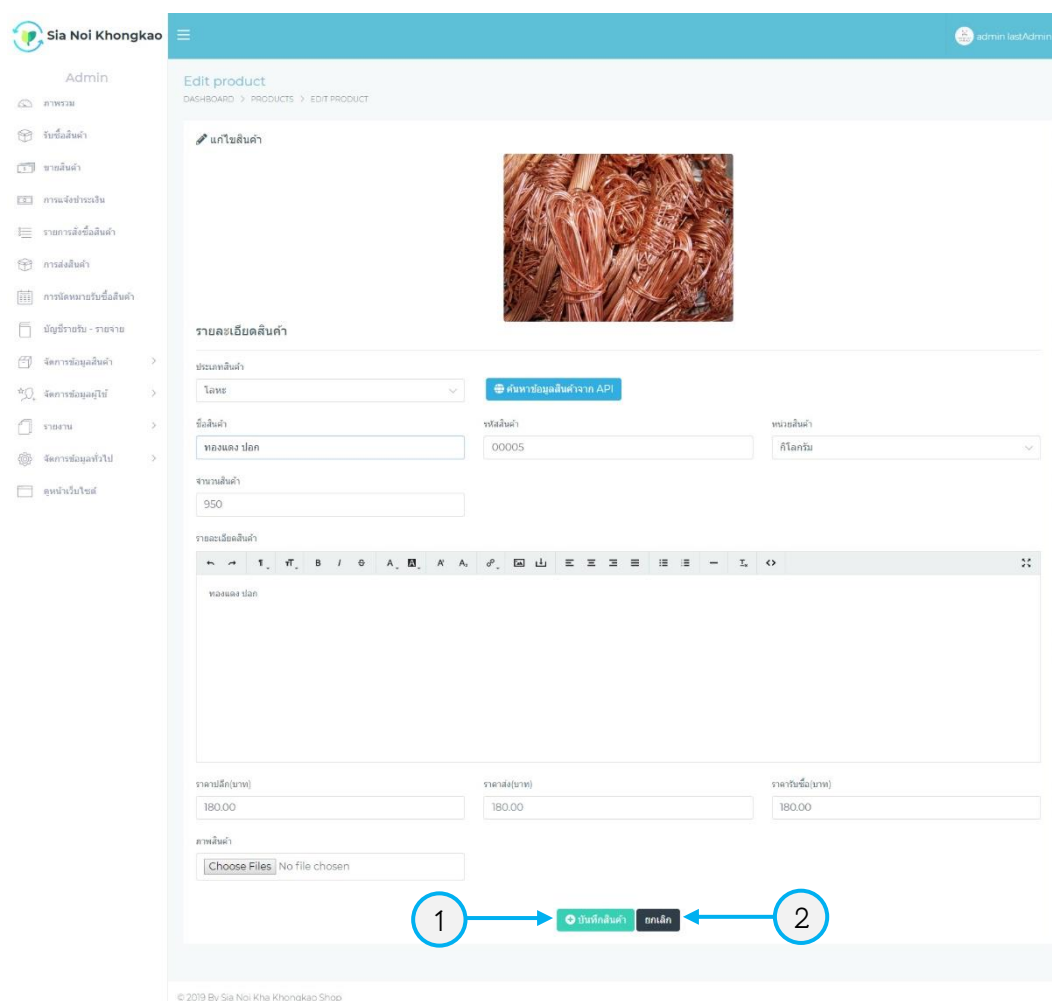 Sia Noi Khongkao
admin lastAdmin
Admin
ภาพรวม
รับซื้อสินค้า
ขายสินค้า
การแจ้งชำระเงิน
รายการสั่งซื้อสินค้า
การส่งสินค้า
การนัดหมายรับซื้อสินค้า
บัญชีรายรับ - รายจ่าย
จัดการข้อมูลสินค้า
จัดการข้อมูลผู้ใช้
รายงาน
จัดการข้อมูลทั่วไป
ดูหน้าเว็บไซต์
Edit product
DASHBOARD > PRODUCTS > EDIT PRODUCT
แก้ไขสินค้า
รายละเอียดสินค้า
ประเภทสินค้า
โลหะ
ค้นหาข้อมูลสินค้าจาก API
ชื่อสินค้า รหัสสินค้า หน่วยสินค้า
ทองแดง ปอก 00005 กิโลกรัม
จำนวนสินค้า
950
รายละเอียดสินค้า
ทองแดง ปอก
ราคาปลีก(บาท) ราคาส่ง(บาท) ราคารับซื้อ(บาท)
180.00 180.00 180.00
ภาพสินค้า
Choose Files No file chosen
1 บันทึกสินค้า ยกเลิก 2
© 2019 By Sia Noi Kha Khongkao Shop